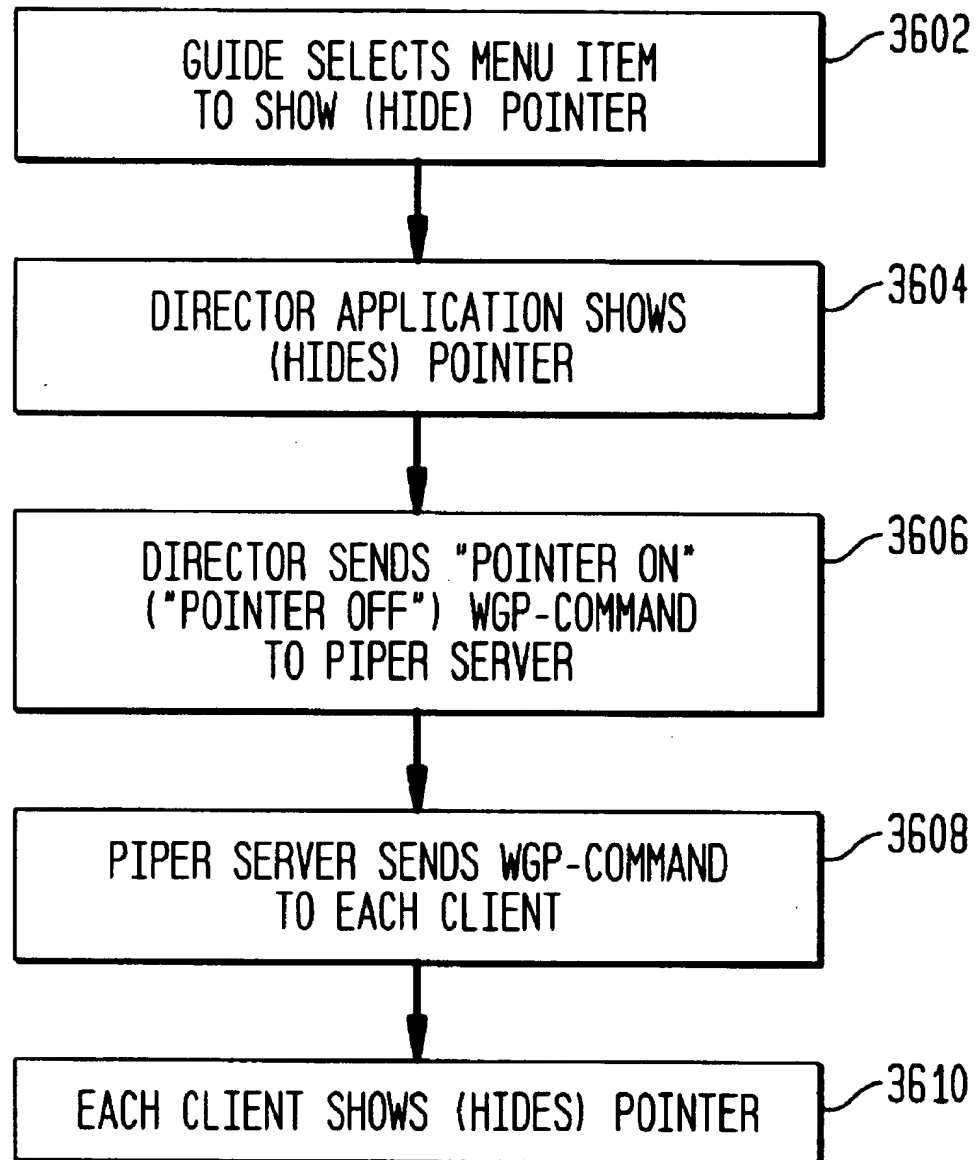 GUIDE SELECTS MENU ITEM
TO SHOW (HIDE) POINTER
3602
DIRECTOR APPLICATION SHOWS
(HIDES) POINTER
3604
DIRECTOR SENDS "POINTER ON"
("POINTER OFF") WGP-COMMAND
TO PIPER SERVER
3606
PIPER SERVER SENDS WGP-COMMAND
TO EACH CLIENT
3608
EACH CLIENT SHOWS (HIDES) POINTER
3610